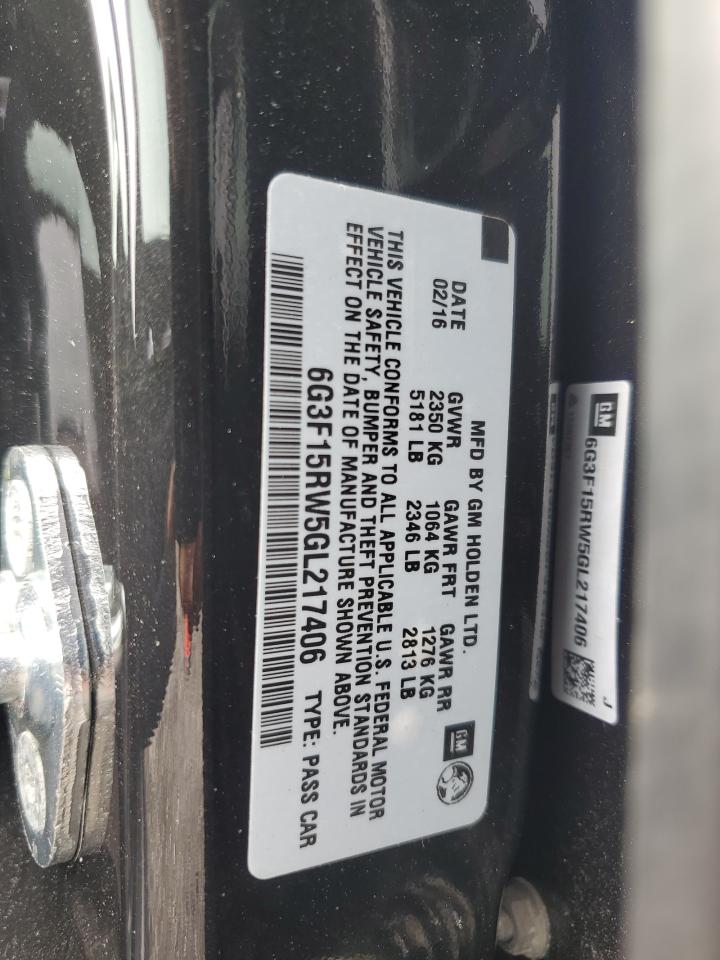 MFD BY GM HOLDEN LTD.
DATE GVWR GAWR FRT GAWR RR
02/16 2350 KG 1064 KG 1276 KG
5181 LB 2346 LB 2813 LB
GM
THIS VEHICLE CONFORMS TO ALL APPLICABLE U.S. FEDERAL MOTOR
VEHICLE SAFETY, BUMPER AND THEFT PREVENTION STANDARDS IN
EFFECT ON THE DATE OF MANUFACTURE SHOWN ABOVE.
6G3F15RW5GL217406 TYPE: PASS CAR
GM
6G3F15RW5GL217406
J